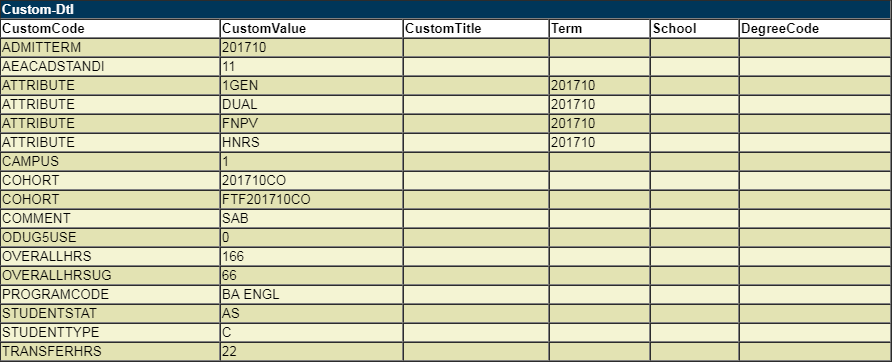 Custom-Dtl
CustomCode CustomValue CustomTitle Term School DegreeCode
ADMITTERM 201710
AEACADSTANDI 11
ATTRIBUTE 1GEN 201710
ATTRIBUTE DUAL 201710
ATTRIBUTE FNPV 201710
ATTRIBUTE HNRS 201710
CAMPUS 1
COHORT 201710CO
COHORT FTF201710CO
COMMENT SAB
ODUG5USE 0
OVERALLHRS 166
OVERALLHRSUG 66
PROGRAMCODE BA ENGL
STUDENTSTAT AS
STUDENTTYPE C
TRANSFERHRS 22